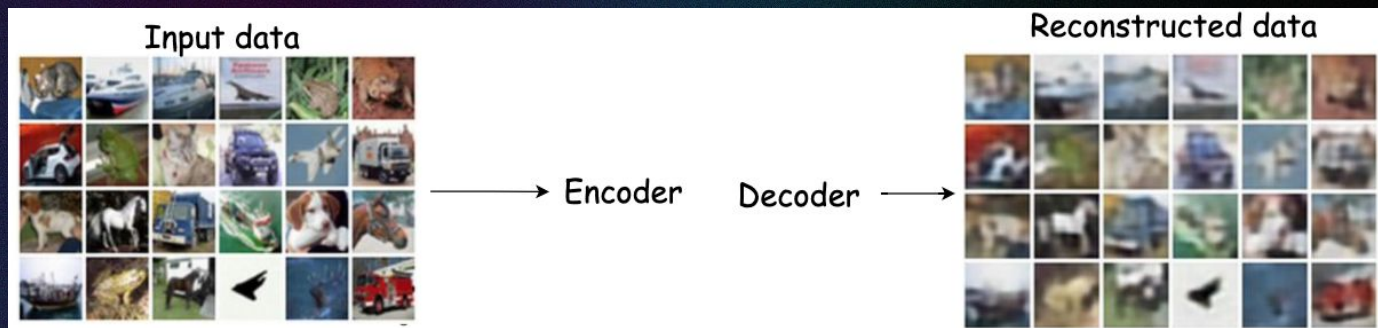 Input data
Reconstructed data
Encoder
Decoder